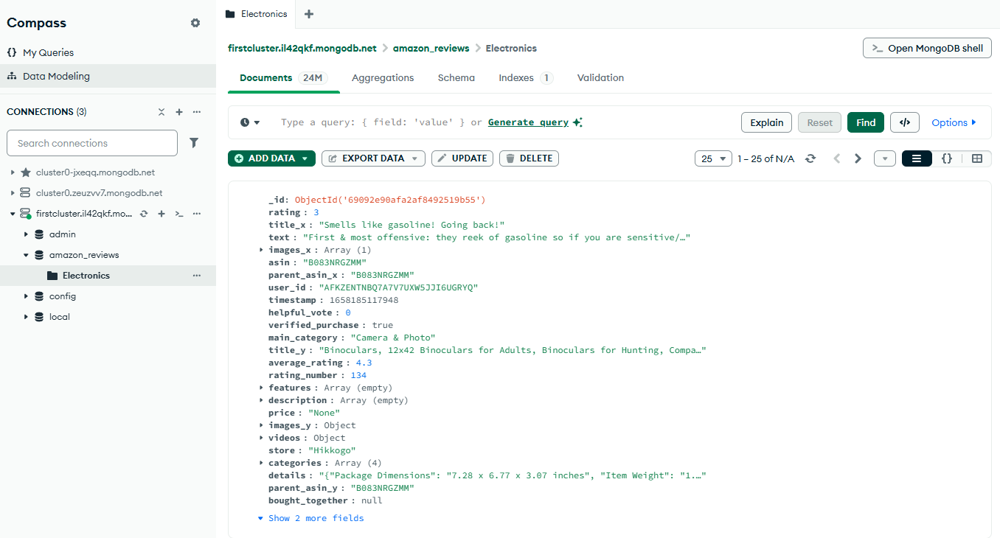 Compass
My Queries
Data Modeling
CONNECTIONS (3)
Search connections
cluster0-jxeqq.mongodb.net
cluster0.zeuzvv7.mongodb.net
firstcluster.il42qkf.mo...
admin
amazon_reviews
Electronics
config
local
Electronics
firstcluster.il42qkf.mongodb.net > amazon_reviews > Electronics
>_ Open MongoDB shell
Documents 24M Aggregations Schema Indexes 1 Validation
Type a query: { field: 'value' } or Generate query
Explain Reset Find </> Options
ADD DATA EXPORT DATA UPDATE DELETE
25 1 – 25 of N/A {}
_id: ObjectId('69092e90afa2af8492519b55')
rating : 3
title_x : "Smells like gasoline! Going back!"
text : "First & most offensive: they reek of gasoline so if you are sensitive/…"
images_x : Array (1)
asin : "B083NRGZMM"
parent_asin_x : "B083NRGZMM"
user_id : "AFKZENTNBQ7A7V7UXW5JJI6UGRYQ"
timestamp : 1658185117948
helpful_vote : 0
verified_purchase : true
main_category : "Camera & Photo"
title_y : "Binoculars, 12x42 Binoculars for Adults, Binoculars for Hunting, Compa…"
average_rating : 4.3
rating_number : 134
features : Array (empty)
description : Array (empty)
price : "None"
images_y : Object
videos : Object
store : "Hikkogo"
categories : Array (4)
details : "{"Package Dimensions": "7.28 x 6.77 x 3.07 inches", "Item Weight": "1.…"
parent_asin_y : "B083NRGZMM"
bought_together : null
Show 2 more fields